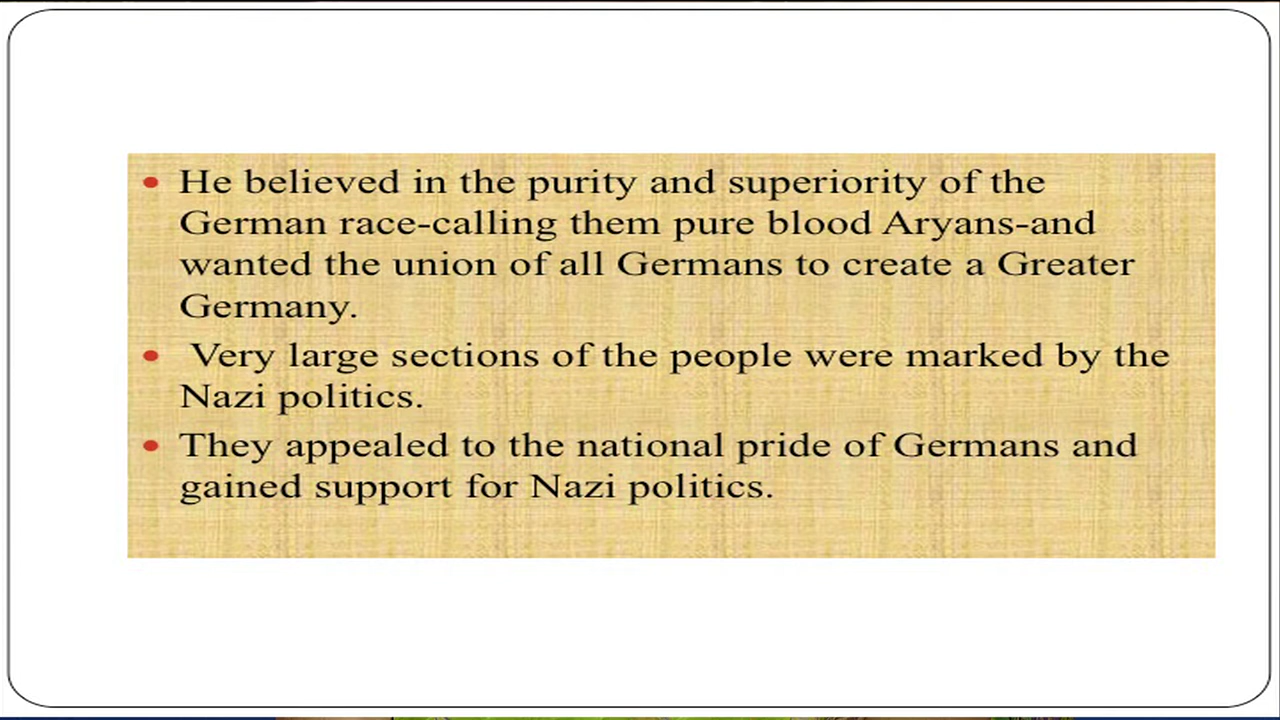 • He believed in the purity and superiority of the
German race-calling them pure blood Aryans-and
wanted the union of all Germans to create a Greater
Germany.
• Very large sections of the people were marked by the
Nazi politics.
• They appealed to the national pride of Germans and
gained support for Nazi politics.